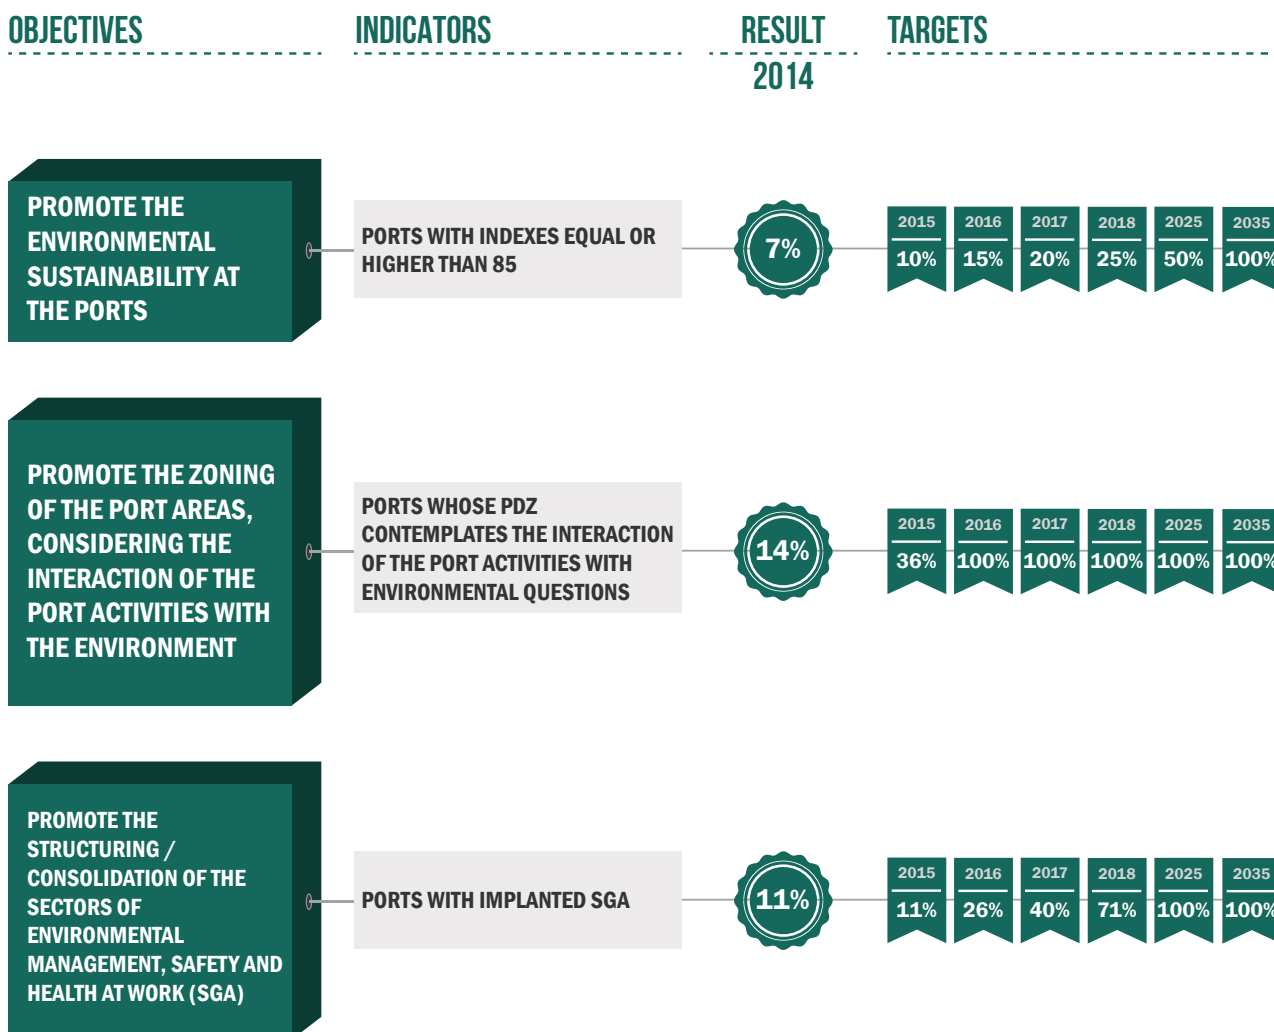 OBJECTIVES
INDICATORS
RESULT
2014
TARGETS
PROMOTE THE
ENVIRONMENTAL
SUSTAINABILITY AT
THE PORTS
PORTS WITH INDEXES EQUAL OR
HIGHER THAN 85
7%
2015 2016 2017 2018 2025 2035
10% 15% 20% 25% 50% 100%
PROMOTE THE ZONING
OF THE PORT AREAS,
CONSIDERING THE
INTERACTION OF THE
PORT ACTIVITIES WITH
THE ENVIRONMENT
PORTS WHOSE PDZ
CONTEMPLATES THE INTERACTION
OF THE PORT ACTIVITIES WITH
ENVIRONMENTAL QUESTIONS
14%
2015 2016 2017 2018 2025 2035
36% 100% 100% 100% 100% 100%
PROMOTE THE
STRUCTURING /
CONSOLIDATION OF THE
SECTORS OF
ENVIRONMENTAL
MANAGEMENT, SAFETY AND
HEALTH AT WORK (SGA)
PORTS WITH IMPLANTED SGA
11%
2015 2016 2017 2018 2025 2035
11% 26% 40% 71% 100% 100%